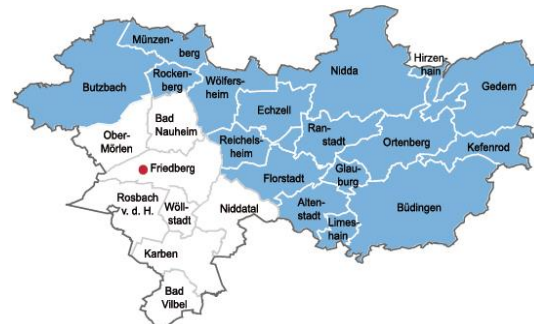 Münzen-
berg
Hirzen-
hain
Butzbach
Rocken-
berg
Wölfers-
heim
Nidda
Gedern
Echzell
Ober-
Mörlen
Bad
Nauheim
Reichels-
heim
Ran-
stadt
Ortenberg
Kefenrod
Friedberg
Florstadt
Glau-
burg
Rosbach
v. d. H.
Wöll-
stadt
Niddatal
Alten-
stadt
Limes-
hain
Büdingen
Karben
Bad
Vilbel